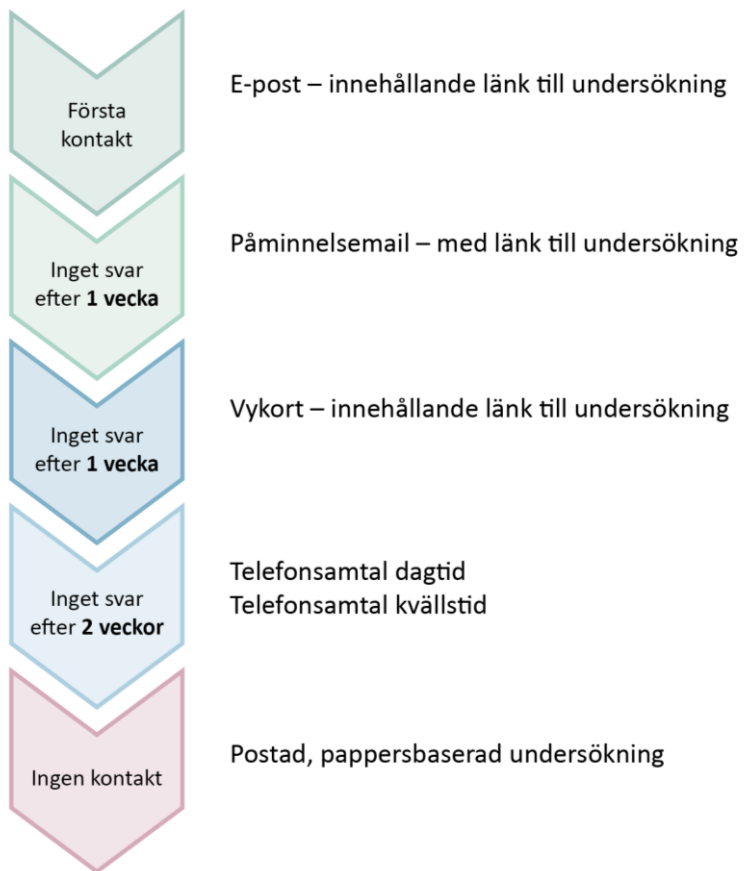 Första
kontakt
E-post – innehållande länk till undersökning
Inget svar
efter 1 vecka
Påminnelsemail – med länk till undersökning
Inget svar
efter 1 vecka
Vykort – innehållande länk till undersökning
Inget svar
efter 2 veckor
Telefonsamtal dagtid
Telefonsamtal kvällstid
Ingen kontakt
Postad, pappersbaserad undersökning